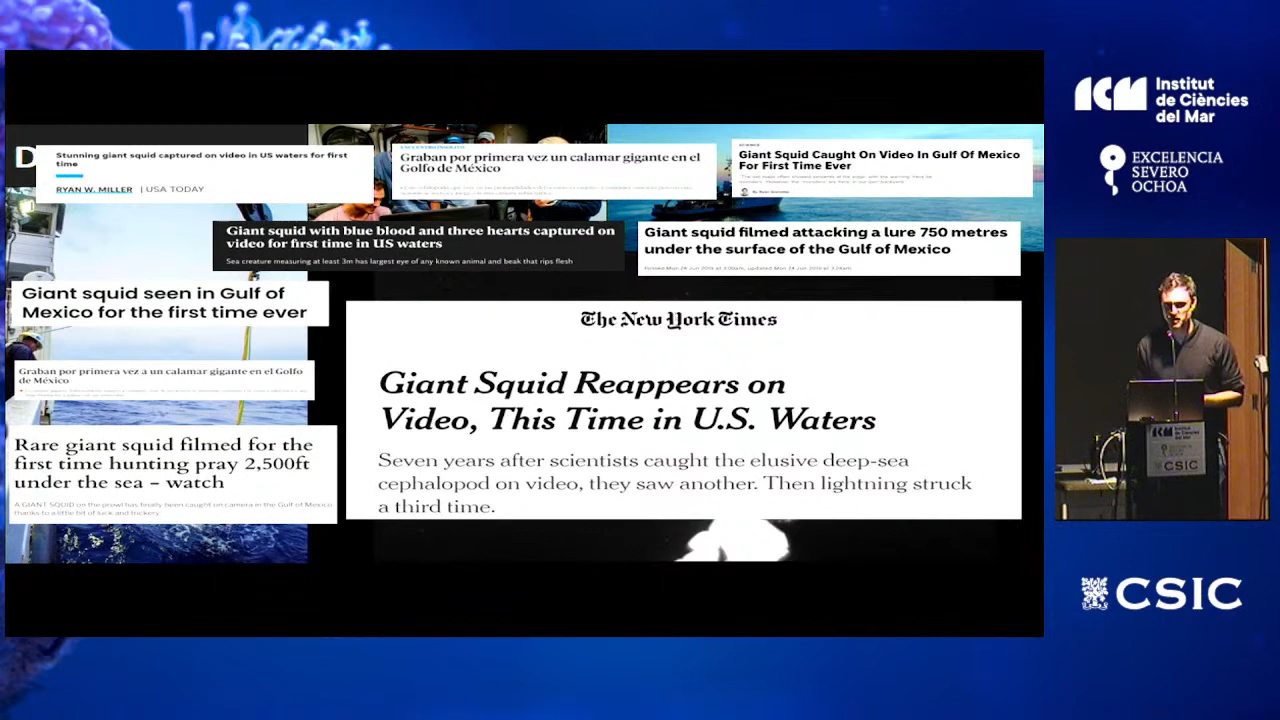 D
Stunning giant squid captured on video in US waters for first
time
RYAN W. MILLER | USA TODAY
Graban por primera vez un calamar gigante en el
Golfo de México
Giant Squid Caught On Video In Gulf Of Mexico
For First Time Ever
Giant squid with blue blood and three hearts captured on
video for first time in US waters
Sea creature measuring at least 3m has largest eye of any known animal and beak that rips flesh
Giant squid filmed attacking a lure 750 metres
under the surface of the Gulf of Mexico
Giant squid seen in Gulf of
Mexico for the first time ever
Graban por primera vez a un calamar gigante en el Golfo
de México
Rare giant squid filmed for the
first time hunting pray 2,500ft
under the sea – watch
A GIANT SQUID on the prowl has finally been caught on camera in the Gulf of Mexico
thanks to a little bit of luck and trickery.
The New York Times
Giant Squid Reappears on
Video, This Time in U.S. Waters
Seven years after scientists caught the elusive deep-sea
cephalopod on video, they saw another. Then lightning struck
a third time.
ICM
Institut
de Ciències
del Mar
EXCELENCIA
SEVERO
OCHOA
Institut
de Ciències
del Mar
CSIC
CSIC